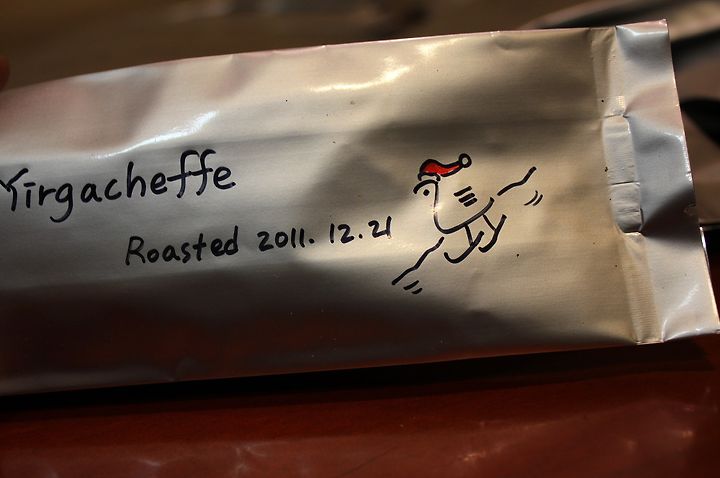 Yirgacheffe
Roasted 2011. 12. 21